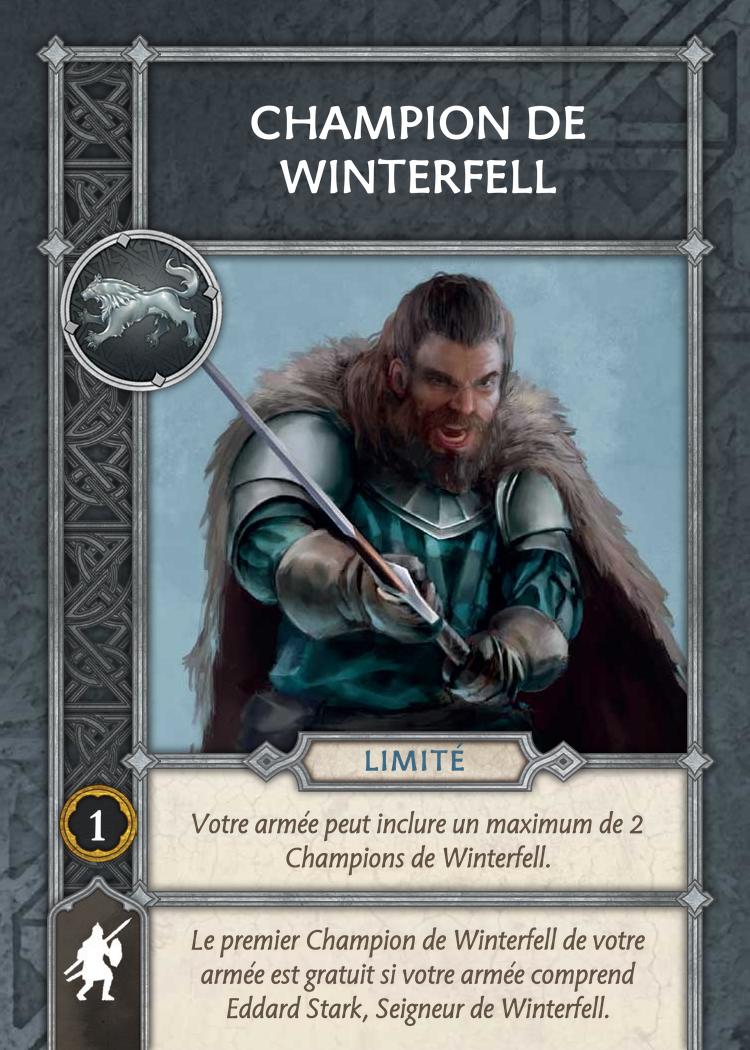 CHAMPION DE
WINTERFELL
LIMITÉ
1
Votre armée peut inclure un maximum de 2
Champions de Winterfell.
Le premier Champion de Winterfell de votre
armée est gratuit si votre armée comprend
Eddard Stark, Seigneur de Winterfell.